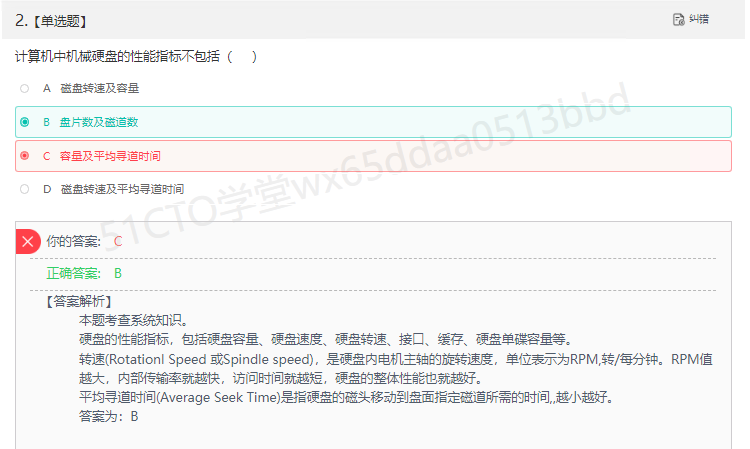 2.【单选题】
纠错
计算机中机械硬盘的性能指标不包括（ ）
A 磁盘转速及容量
B 盘片数及磁道数
C 容量及平均寻道时间
D 磁盘转速及平均寻道时间
51CTO学堂wx65ddaa0513bbd
你的答案: C
正确答案: B
【答案解析】
本题考查系统知识。
硬盘的性能指标，包括硬盘容量、硬盘速度、硬盘转速、接口、缓存、硬盘单碟容量等。
转速(Rotationl Speed 或Spindle speed)，是硬盘内电机主轴的旋转速度，单位表示为RPM,转/每分钟。RPM值
越大，内部传输率就越快，访问时间就越短，硬盘的整体性能也就越好。
平均寻道时间(Average Seek Time)是指硬盘的磁头移动到盘面指定磁道所需的时间,,越小越好。
答案为：B